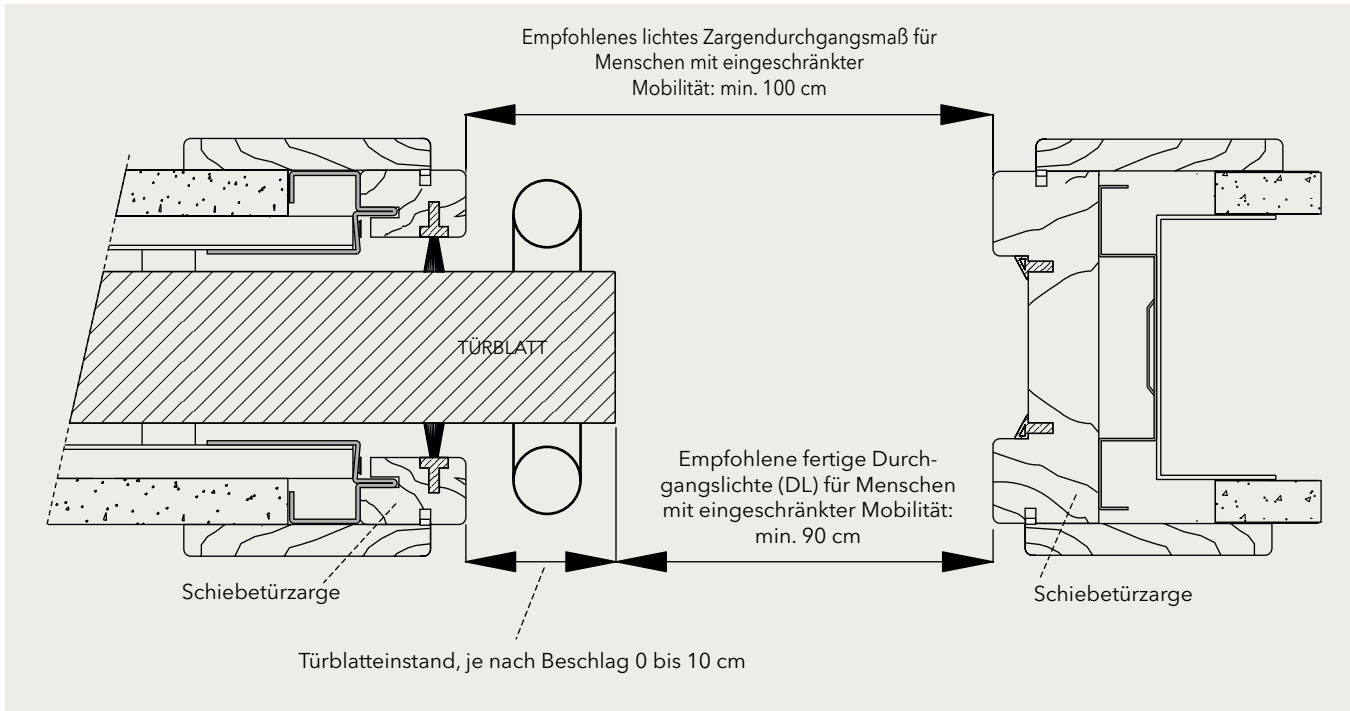 Empfohlenes lichtes Zargendurchgangsmaß für
Menschen mit eingeschränkter
Mobilität: min. 100 cm
TÜRBLATT
Empfohlene fertige Durch-
gangslichte (DL) für Menschen
mit eingeschränkter Mobilität:
min. 90 cm
Schiebetürzarge
Schiebetürzarge
Türblatteinstand, je nach Beschlag 0 bis 10 cm